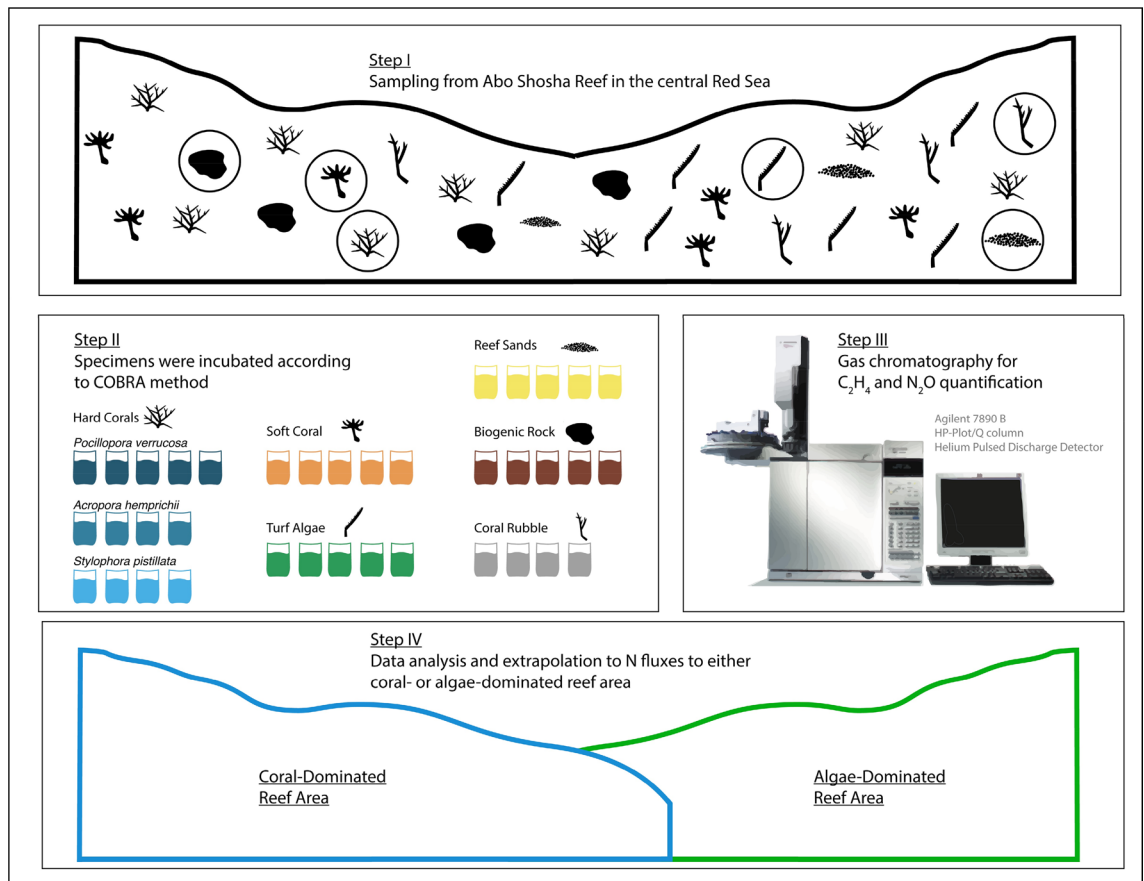 Step I
Sampling from Abo Shosha Reef in the central Red Sea
Step II
Specimens were incubated according
to COBRA method
Hard Corals
Pocillopora verrucosa
Acropora hemprichii
Stylophora pistillata
Soft Coral
Turf Algae
Reef Sands
Biogenic Rock
Coral Rubble
Step III
Gas chromatography for
C₂H₄ and N₂O quantification
Agilent 7890 B
HP-Plot/Q column
Helium Pulsed Discharge Detector
Step IV
Data analysis and extrapolation to N fluxes to either
coral- or algae-dominated reef area
Coral-Dominated
Reef Area
Algae-Dominated
Reef Area